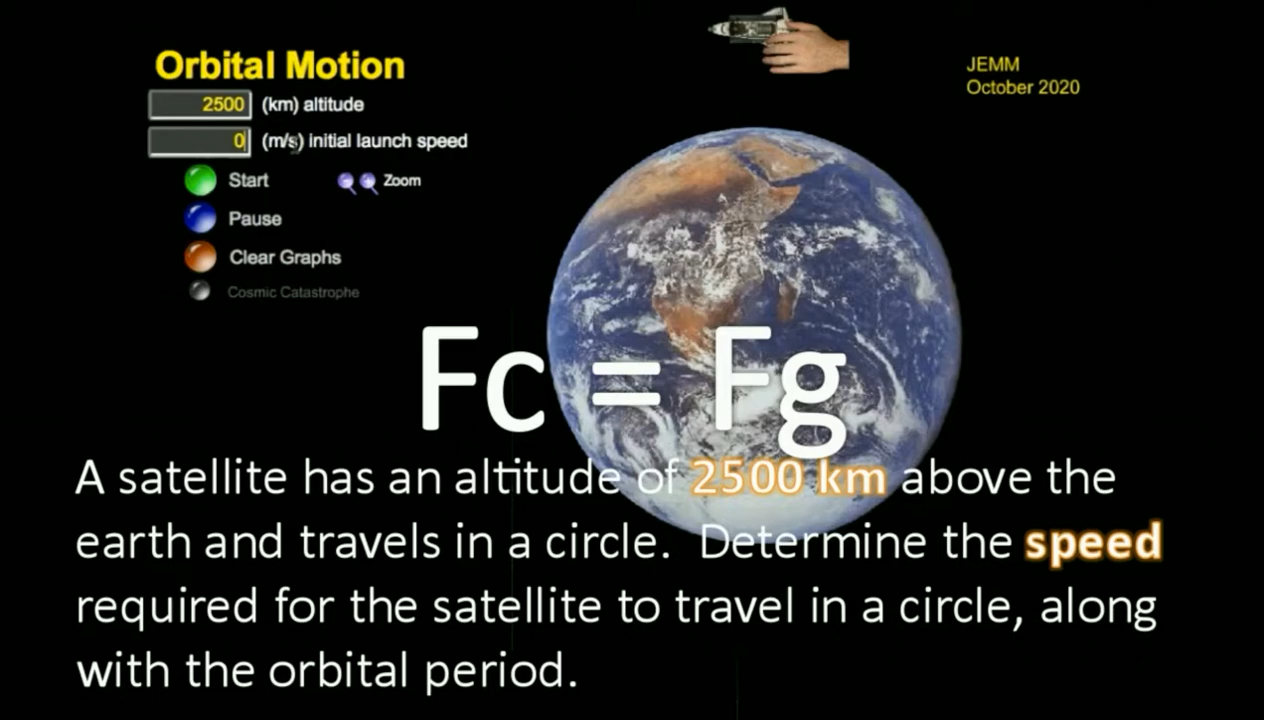 Orbital Motion
JEMM
October 2020
2500 (km) altitude
0 (m/s) initial launch speed
Start
Zoom
Pause
Clear Graphs
Cosmic Catastrophe
Fc = Fg
A satellite has an altitude of 2500 km above the
earth and travels in a circle. Determine the speed
required for the satellite to travel in a circle, along
with the orbital period.